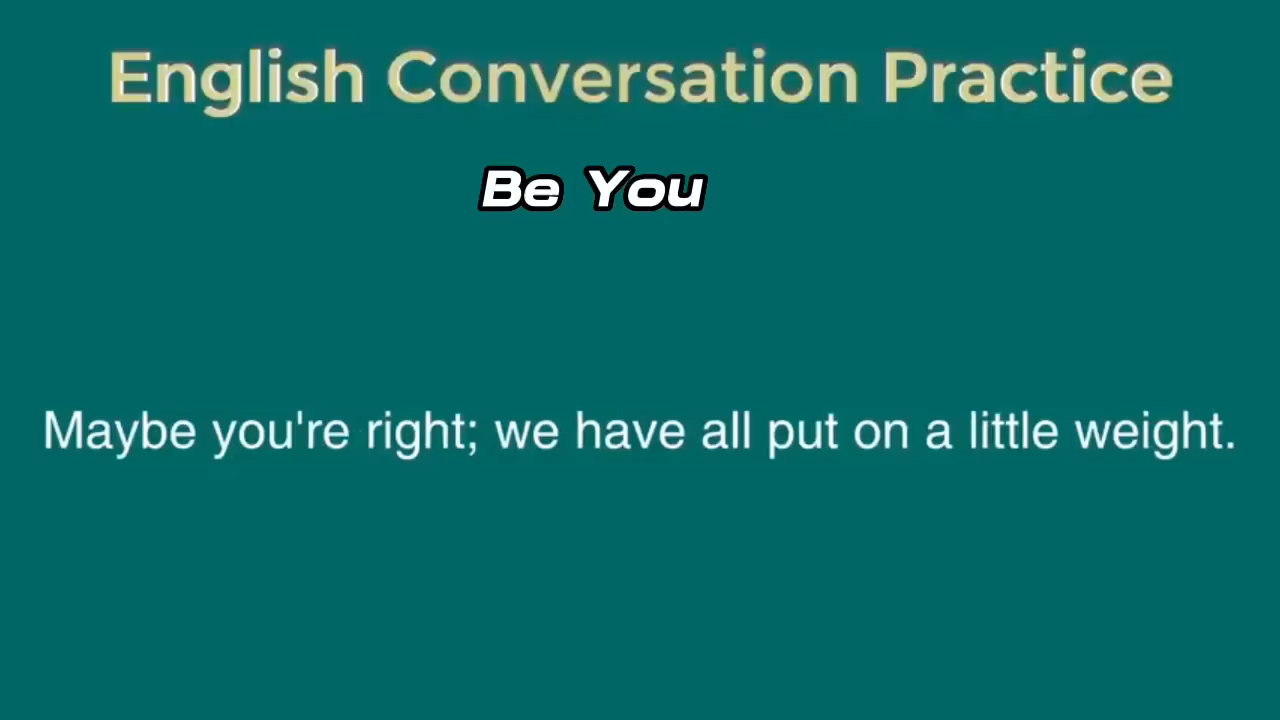 English Conversation Practice
Be You
Maybe you're right; we have all put on a little weight.